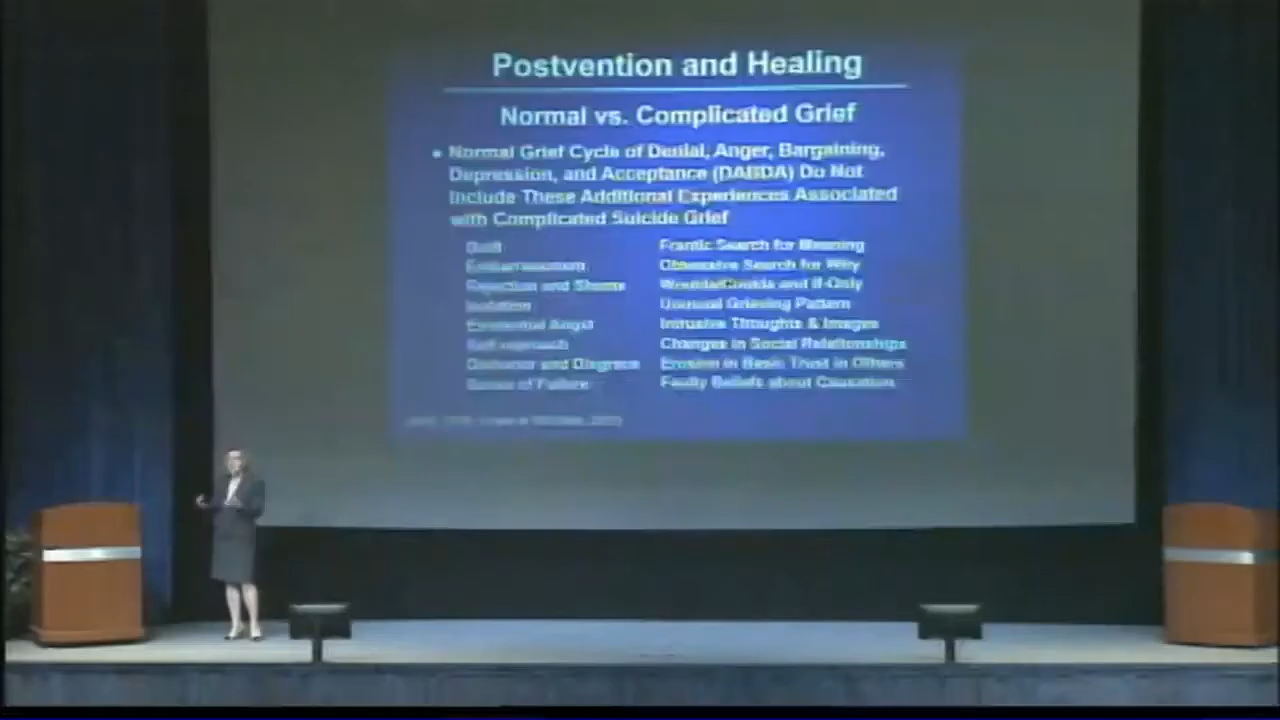 Postvention and Healing
Normal vs. Complicated Grief
• Normal Grief Cycle of Denial, Anger, Bargaining,
Depression, and Acceptance (DABDA) Do Not
Include These Additional Experiences Associated
with Complicated Suicide Grief
Guilt
Frantic Search for Meaning
Embarrassment
Obsessive Search for Why
Rejection and Shame
Woulda/Coulda and If-Only
Isolation
Unusual Grieving Pattern
Existential Angst
Intrusive Thoughts & Images
Self-reproach
Changes in Social Relationships
Dishonor and Disgrace
Erosion in Basic Trust in Others
Sense of Failure
Faulty Beliefs about Causation